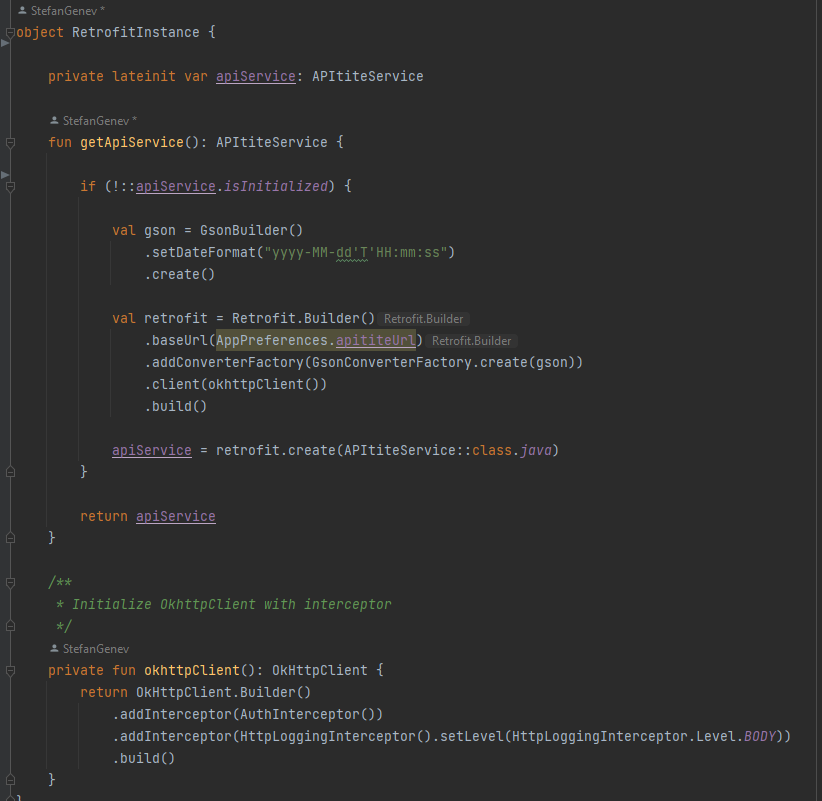 StefanGenev *
object RetrofitInstance {
private lateinit var apiService: APItiteService
StefanGenev *
fun getApiService(): APItiteService {
if (!::apiService.isInitialized) {
val gson = GsonBuilder()
.setDateFormat("yyyy-MM-dd'T'HH:mm:ss")
.create()
val retrofit = Retrofit.Builder() Retrofit.Builder
.baseUrl(AppPreferences.apititeUrl) Retrofit.Builder
.addConverterFactory(GsonConverterFactory.create(gson))
.client(okhttpClient())
.build()
apiService = retrofit.create(APItiteService::class.java)
}
return apiService
}
/**
* Initialize OkhttpClient with interceptor
*/
StefanGenev
private fun okhttpClient(): OkHttpClient {
return OkHttpClient.Builder()
.addInterceptor(AuthInterceptor())
.addInterceptor(HttpLoggingInterceptor().setLevel(HttpLoggingInterceptor.Level.BODY))
.build()
}
}